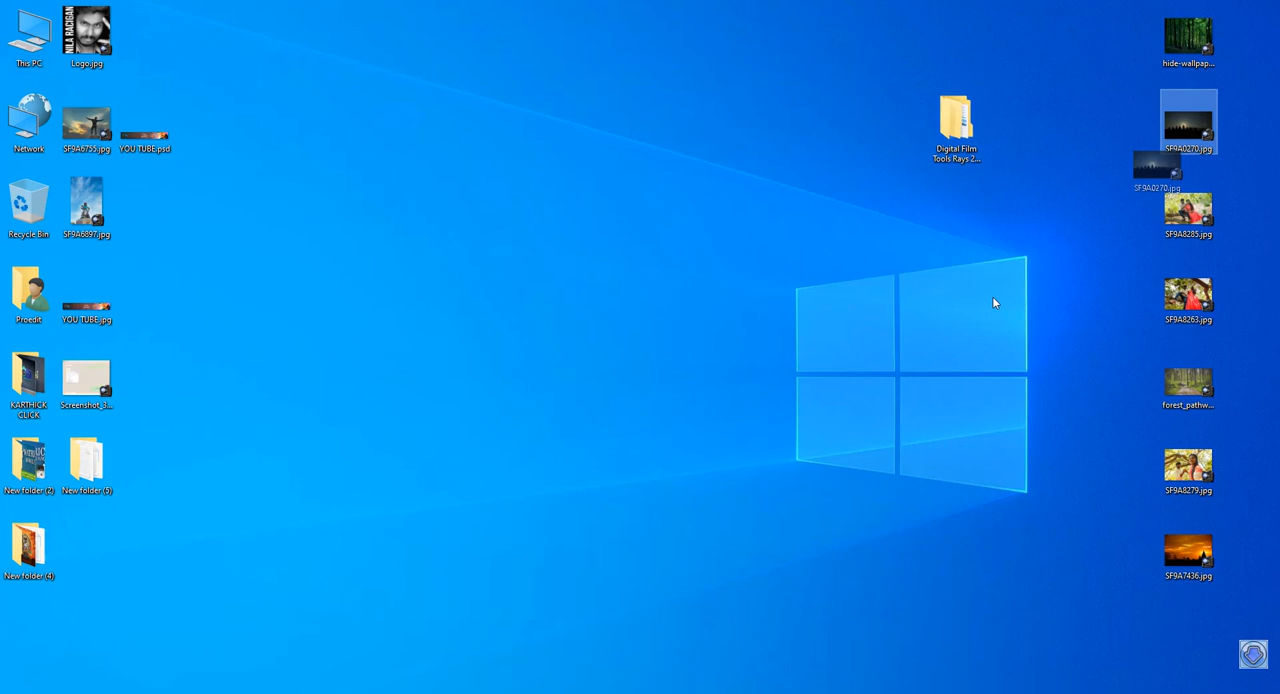 This PC
NILA RACIGAN
Logo.jpg
Network
SF9A6755.jpg
YOU TUBE.psd
Recycle Bin
SF9A6897.jpg
Proedit
YOU TUBE.jpg
KARTHICK
CLICK
Screenshot_3...
New folder (2)
New folder (5)
New folder (4)
Digital Film
Tools Rays 2...
hide-wallpap...
SF9A0270.jpg
SF9A0270.jpg
SF9A8285.jpg
SF9A8263.jpg
forest_pathw...
SF9A8279.jpg
SF9A7436.jpg